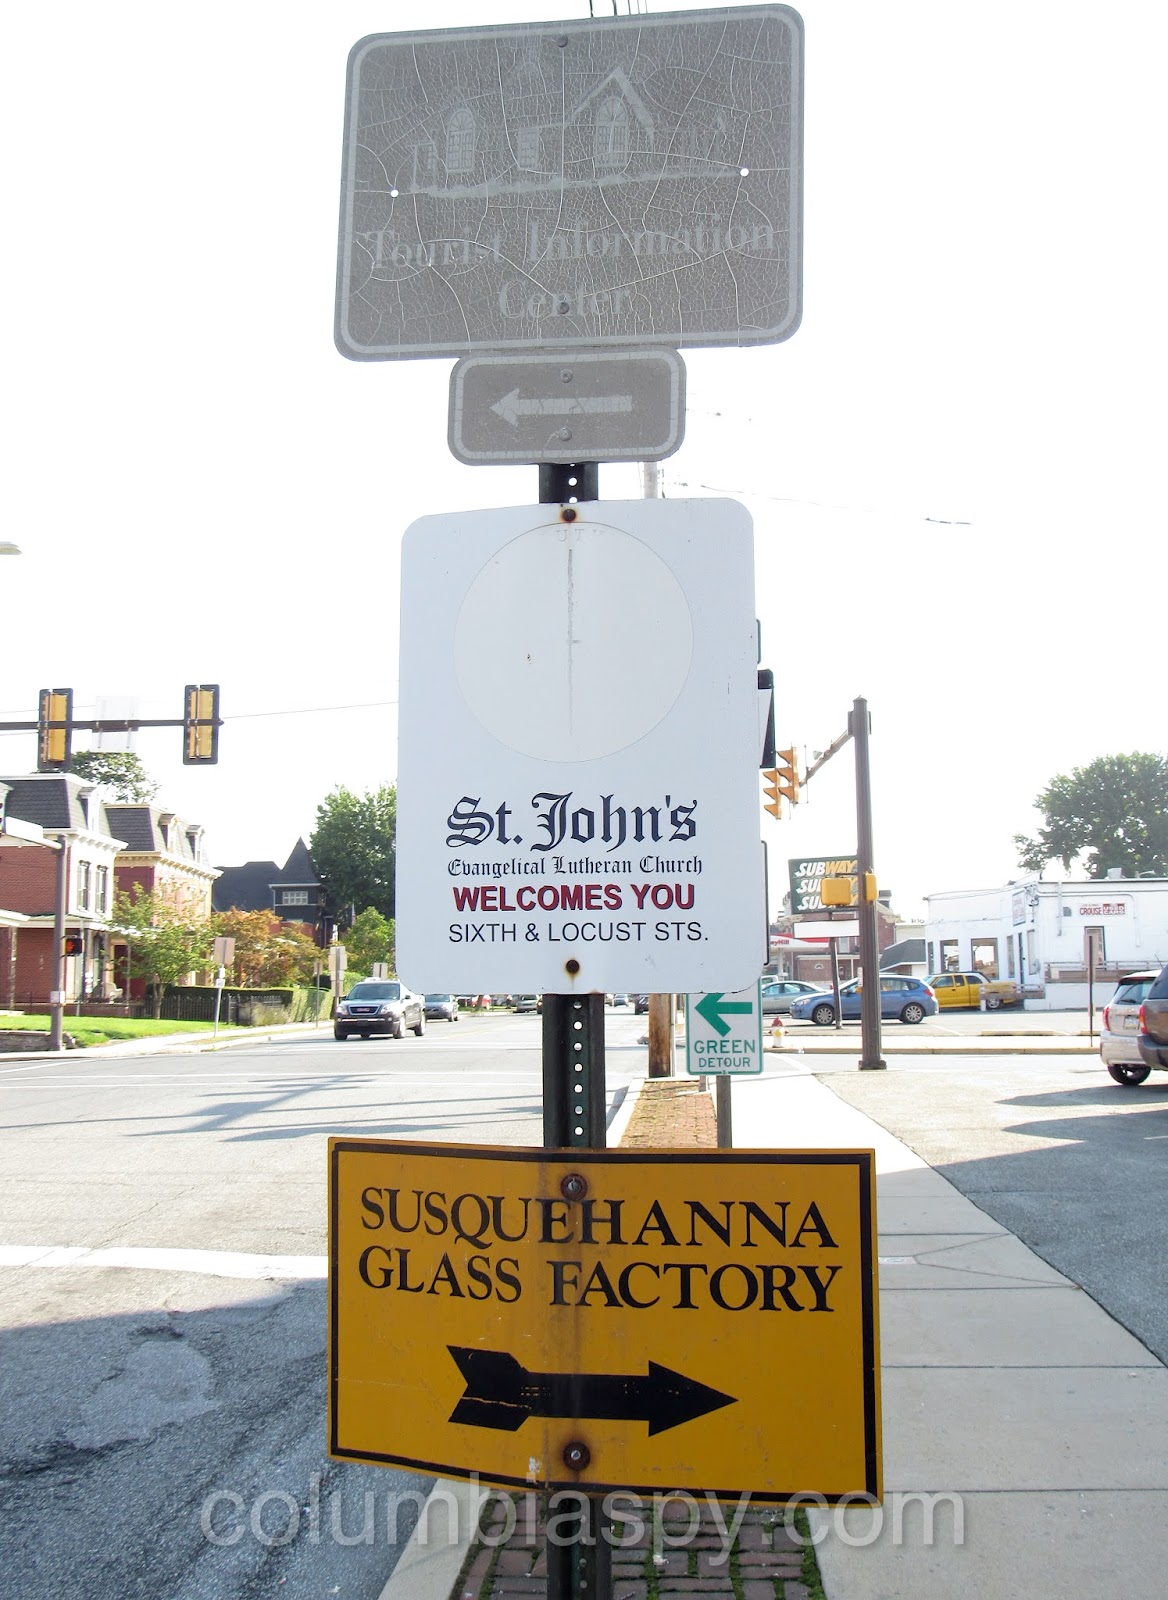 Tourist Information
Center
St. John's
Evangelical Lutheran Church
WELCOMES YOU
SIXTH & LOCUST STS.
SUBWAY
CROUSE
GREEN
DETOUR
SUSQUEHANNA
GLASS FACTORY
columbiaspy.com